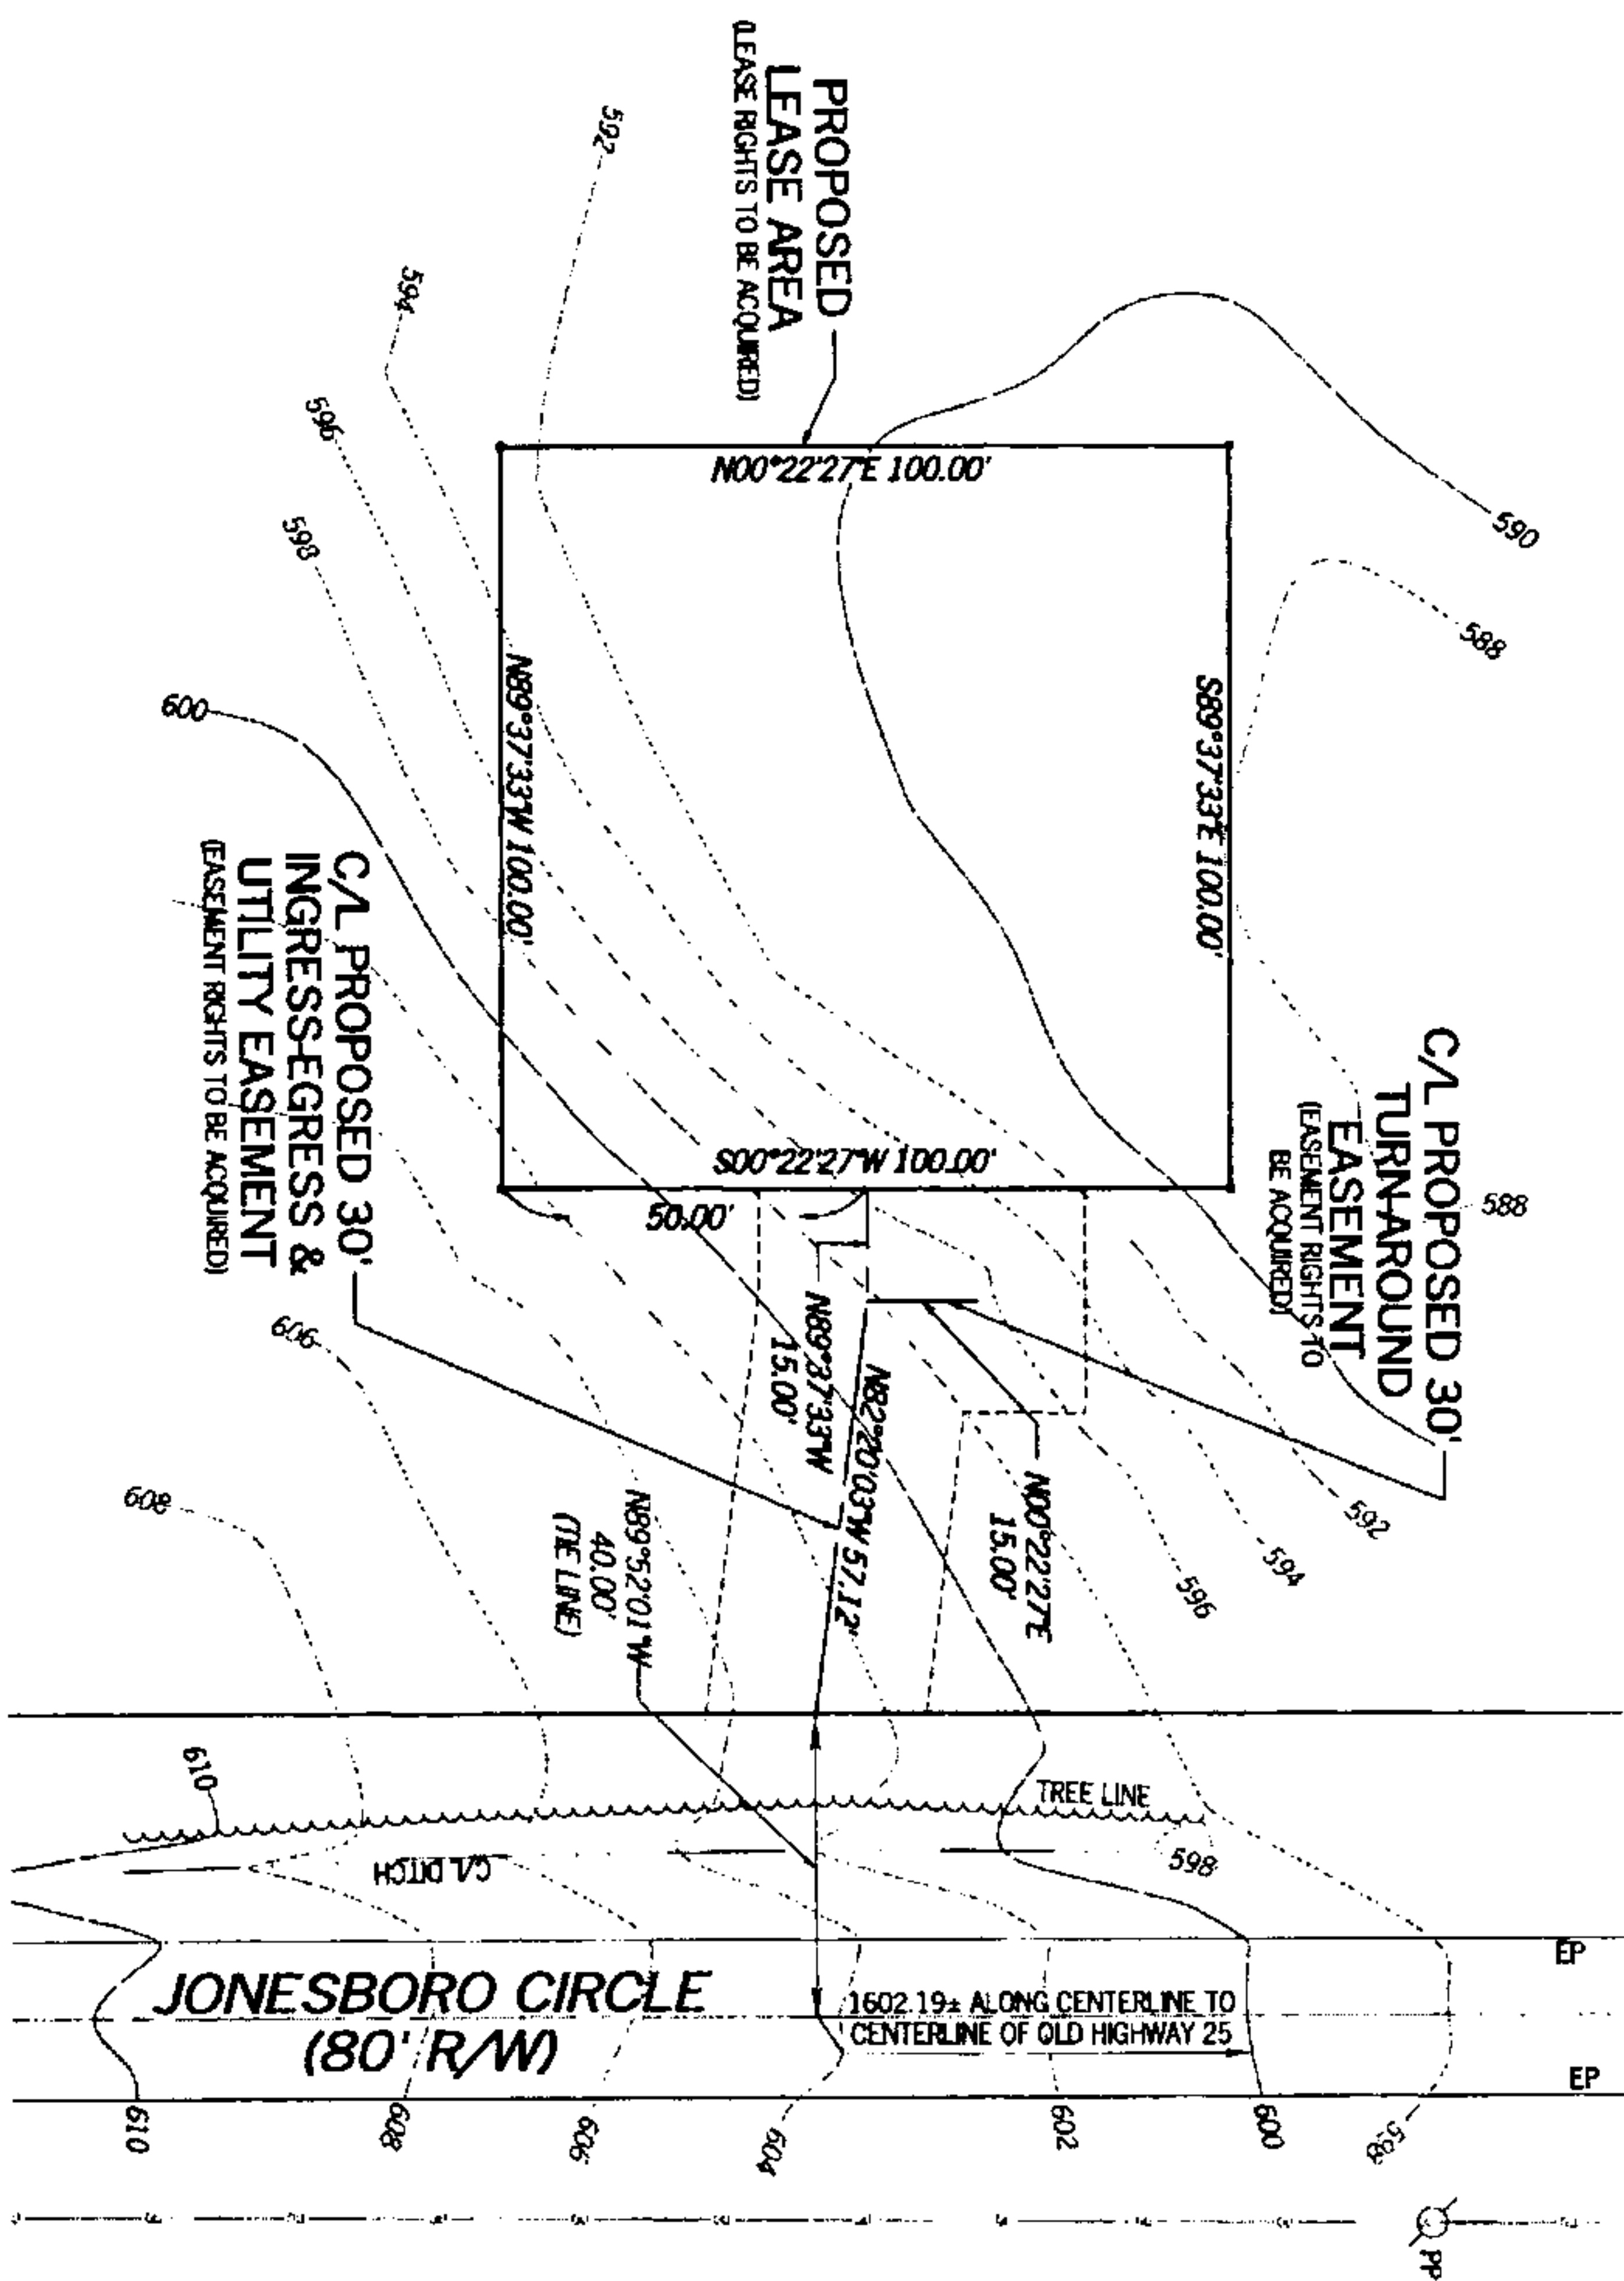 PROPOSED
LEASE AREA
(LEASE RIGHTS TO BE ACQUIRED)
592
594
596
598
600
N00°22'27"E 100.00'
590
588
S89°37'33"E 100.00'
N89°37'33"W 100.00'
S00°22'27"W 100.00'
50.00'
C/L PROPOSED 30'
TURN-AROUND
EASEMENT
(EASEMENT RIGHTS TO
BE ACQUIRED)
588
C/L PROPOSED 30'
INGRESS-EGRESS &
UTILITY EASEMENT
(EASEMENT RIGHTS TO BE ACQUIRED)
N89°37'33"W
15.00'
N82°20'03"W 57.12'
N00°22'27"E
15.00'
N89°52'01"W
40.00'
(TIE LINE)
592
594
596
606
608
610
TREE LINE
598
C/L DITCH
EP
JONESBORO CIRCLE
(80' R/W)
1602.19± ALONG CENTERLINE TO
CENTERLINE OF OLD HIGHWAY 25
EP
610
608
606
604
602
600
598
PP